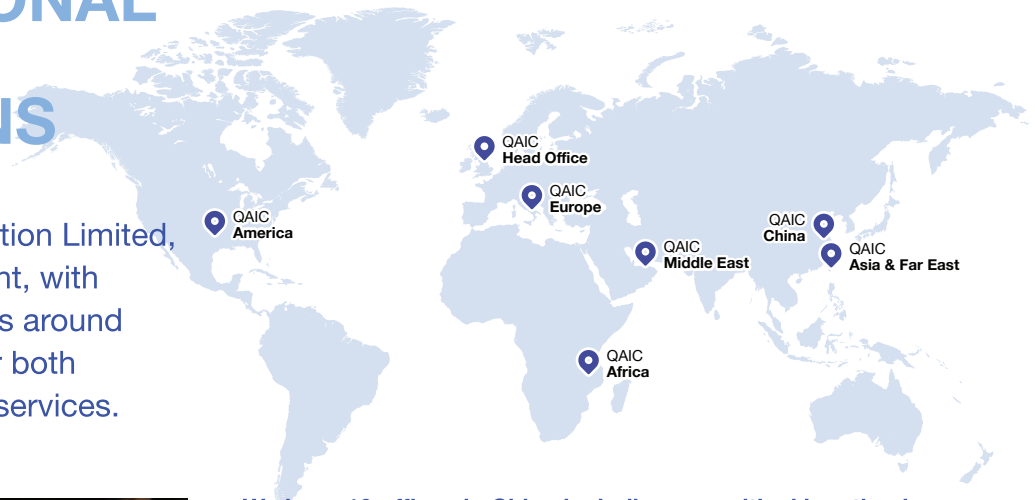 ONAL
NS
tion Limited,
nt, with
s around
r both
services.
QAIC
Head Office
QAIC
Europe
QAIC
America
QAIC
China
QAIC
Middle East
QAIC
Asia & Far East
QAIC
Africa